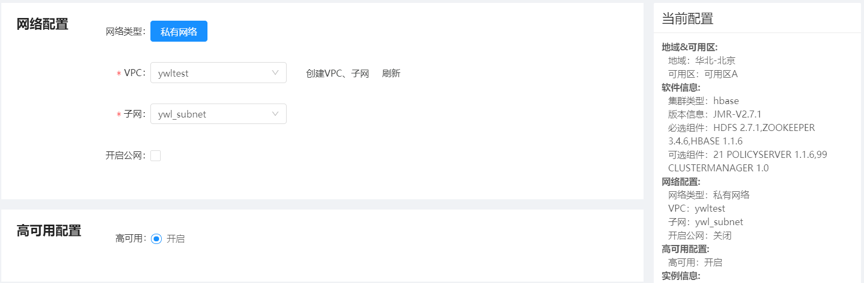 网络配置
网络类型：
私有网络
* VPC：
ywltest
创建VPC、子网
刷新
* 子网：
ywl_subnet
开启公网：
高可用配置
高可用：
开启
当前配置
地域&可用区:
地域：华北-北京
可用区：可用区A
软件信息:
集群类型：hbase
版本信息：JMR-V2.7.1
必选组件：HDFS 2.7.1,ZOOKEEPER
3.4.6,HBASE 1.1.6
可选组件：21 POLICYSERVER 1.1.6,99
CLUSTERMANAGER 1.0
网络配置:
网络类型：私有网络
VPC：ywltest
子网：ywl_subnet
开启公网：关闭
高可用配置:
高可用：开启
实例信息: